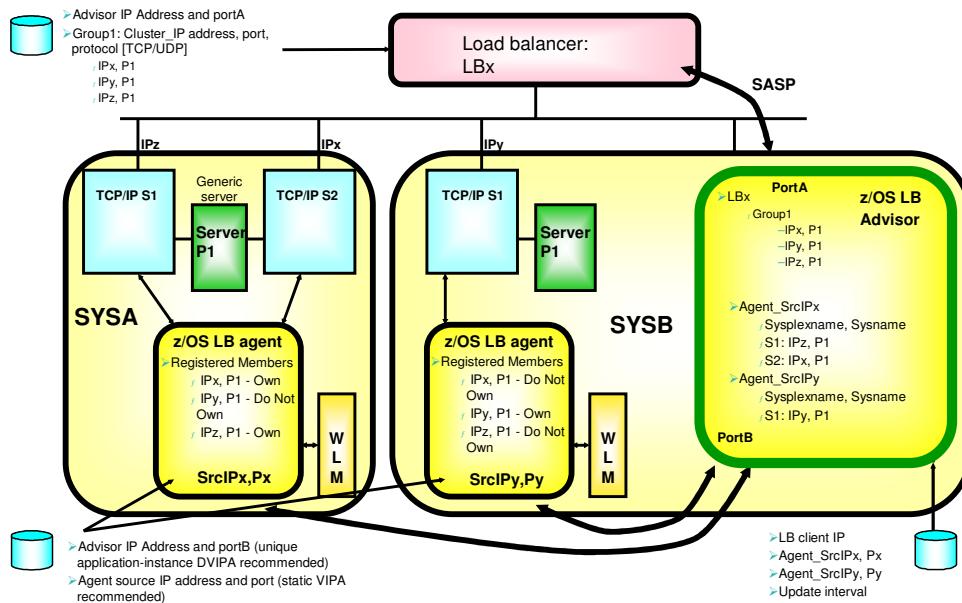 Advisor IP Address and portA
Group1: Cluster_IP address, port,
protocol [TCP/UDP]
IPx, P1
IPy, P1
IPz, P1
Load balancer:
LBx
SASP
IPz
IPx
IPy
TCP/IP S1
Generic
server
TCP/IP S2
Server
P1
SYSA
z/OS LB agent
Registered Members
IPx, P1 - Own
IPy, P1 - Do Not
Own
IPz, P1 - Own
SrcIPx,Px
W
L
M
TCP/IP S1
Server
P1
SYSB
z/OS LB agent
Registered Members
IPx, P1 - Do Not
Own
IPy, P1 - Own
IPz, P1 - Do Not
Own
SrcIPy,Py
W
L
M
PortA
z/OS LB
Advisor
LBx
Group1
–IPx, P1
–IPy, P1
–IPz, P1
Agent_SrcIPx
Sysplexname, Sysname
S1: IPz, P1
S2: IPx, P1
Agent_SrcIPy
Sysplexname, Sysname
S1: IPy, P1
PortB
Advisor IP Address and portB (unique
application-instance DVIPA recommended)
Agent source IP address and port (static VIPA
recommended)
LB client IP
Agent_SrcIPx, Px
Agent_SrcIPy, Py
Update interval